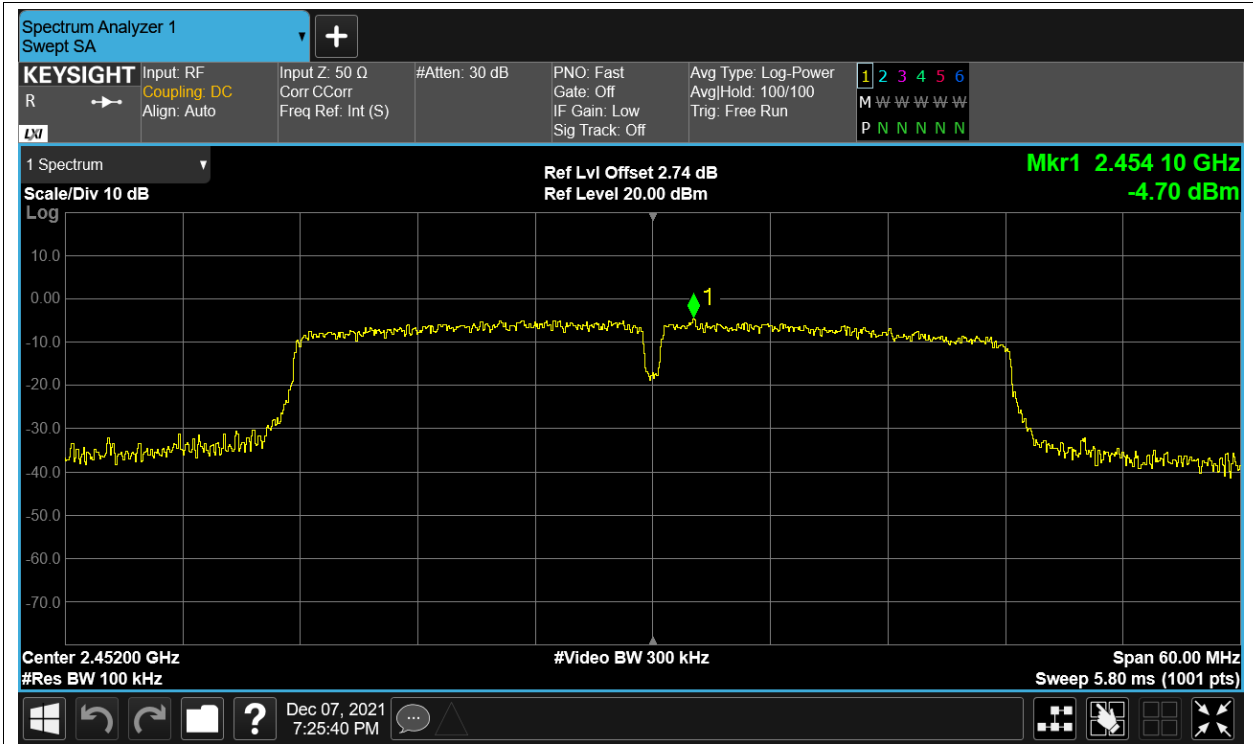 Spectrum Analyzer 1
Swept SA
KEYSIGHT
R
LXI
Input: RF
Coupling: DC
Align: Auto
Input Z: 50 Ω
Corr CCorr
Freq Ref: Int (S)
#Atten: 30 dB
PNO: Fast
Gate: Off
IF Gain: Low
Sig Track: Off
Avg Type: Log-Power
Avg|Hold: 100/100
Trig: Free Run
1 2 3 4 5 6
M W W W W W
P N N N N N
1 Spectrum
Scale/Div 10 dB
Ref Lvl Offset 2.74 dB
Ref Level 20.00 dBm
Mkr1 2.454 10 GHz
-4.70 dBm
Log
10.0
0.00
-10.0
-20.0
-30.0
-40.0
-50.0
-60.0
-70.0
1
Center 2.45200 GHz
#Res BW 100 kHz
#Video BW 300 kHz
Span 60.00 MHz
Sweep 5.80 ms (1001 pts)
?
Dec 07, 2021
7:25:40 PM